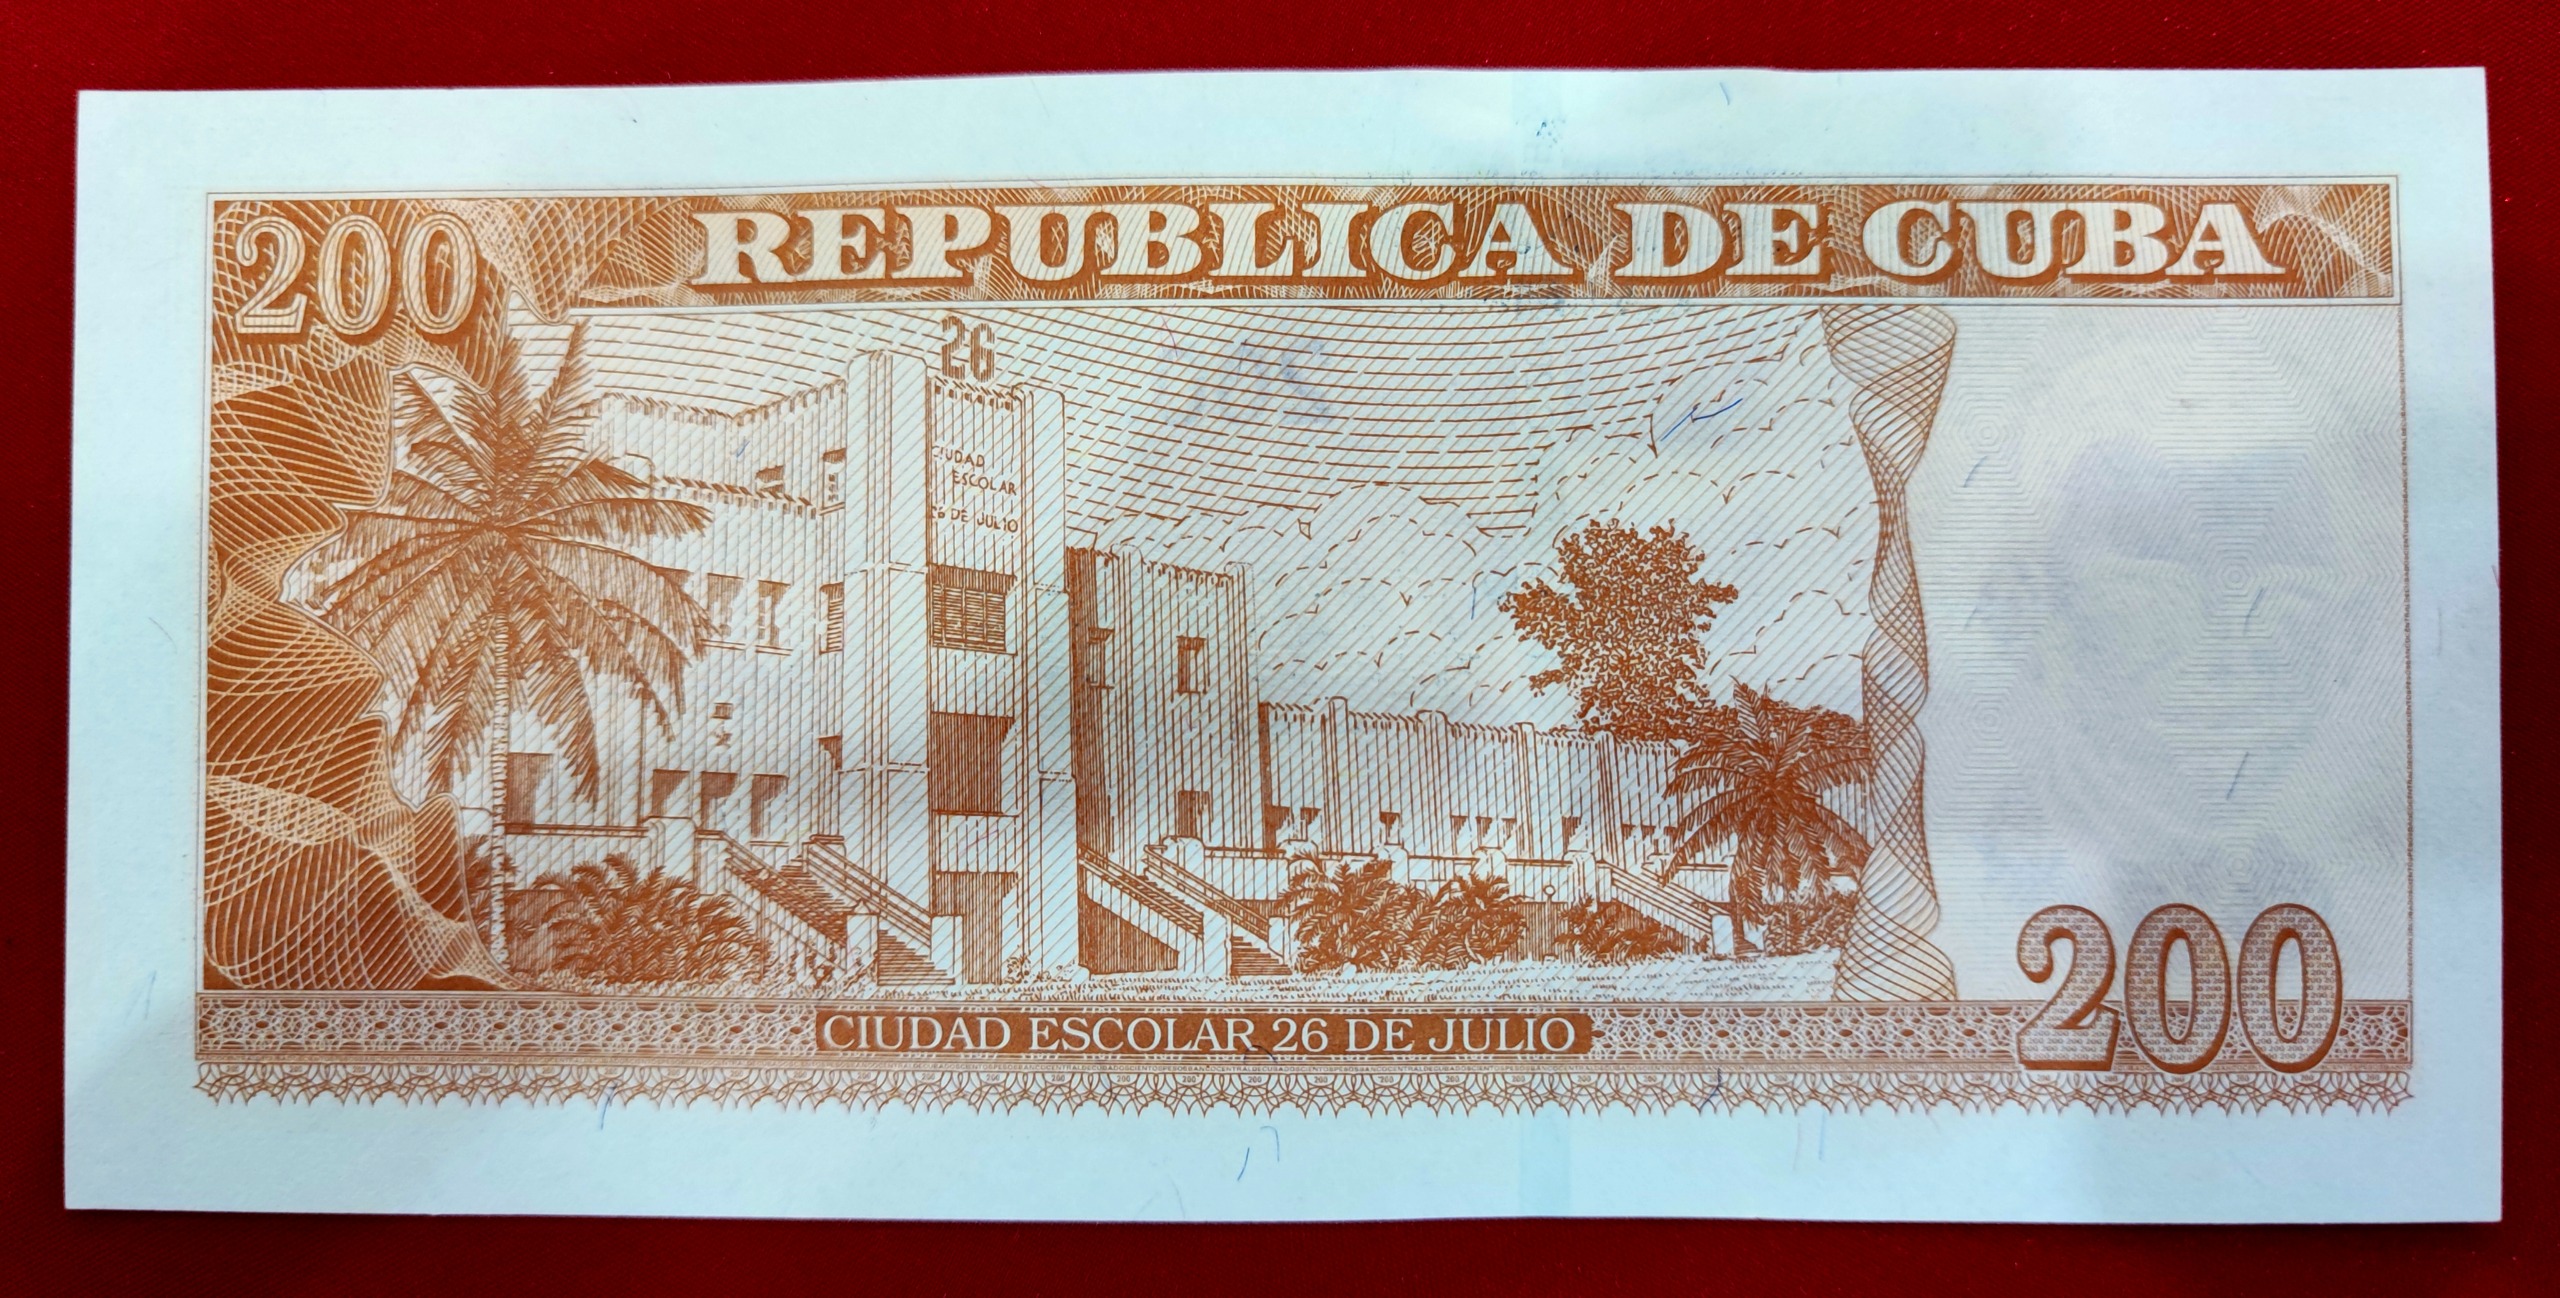 200 REPUBLICA DE CUBA
26
CIUDAD
ESCOLAR
26 DE JULIO
200
CIUDAD ESCOLAR 26 DE JULIO